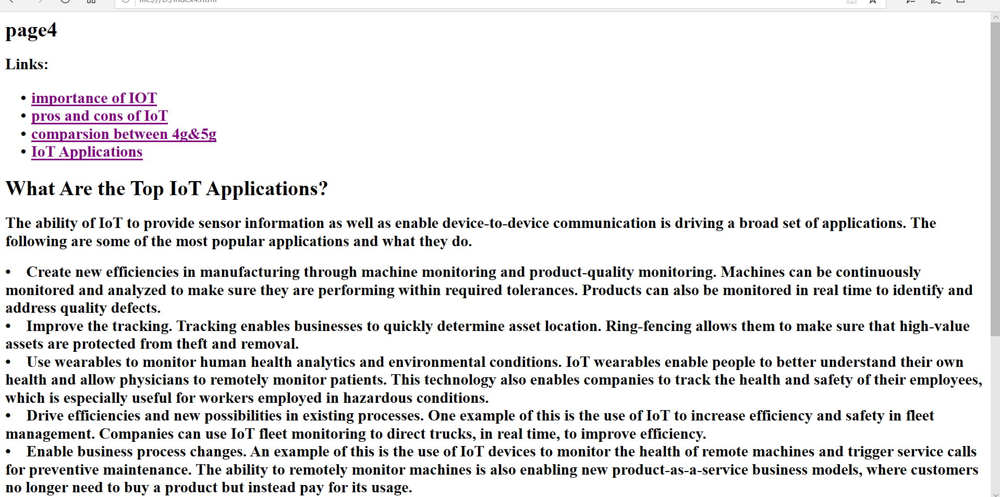 page4
Links:
• importance of IOT
• pros and cons of IoT
• comparsion between 4g&5g
• IoT Applications
What Are the Top IoT Applications?
The ability of IoT to provide sensor information as well as enable device-to-device communication is driving a broad set of applications. The
following are some of the most popular applications and what they do.
• Create new efficiencies in manufacturing through machine monitoring and product-quality monitoring. Machines can be continuously
monitored and analyzed to make sure they are performing within required tolerances. Products can also be monitored in real time to identify and
address quality defects.
• Improve the tracking. Tracking enables businesses to quickly determine asset location. Ring-fencing allows them to make sure that high-value
assets are protected from theft and removal.
• Use wearables to monitor human health analytics and environmental conditions. IoT wearables enable people to better understand their own
health and allow physicians to remotely monitor patients. This technology also enables companies to track the health and safety of their employees,
which is especially useful for workers employed in hazardous conditions.
• Drive efficiencies and new possibilities in existing processes. One example of this is the use of IoT to increase efficiency and safety in fleet
management. Companies can use IoT fleet monitoring to direct trucks, in real time, to improve efficiency.
• Enable business process changes. An example of this is the use of IoT devices to monitor the health of remote machines and trigger service calls
for preventive maintenance. The ability to remotely monitor machines is also enabling new product-as-a-service business models, where customers
no longer need to buy a product but instead pay for its usage.